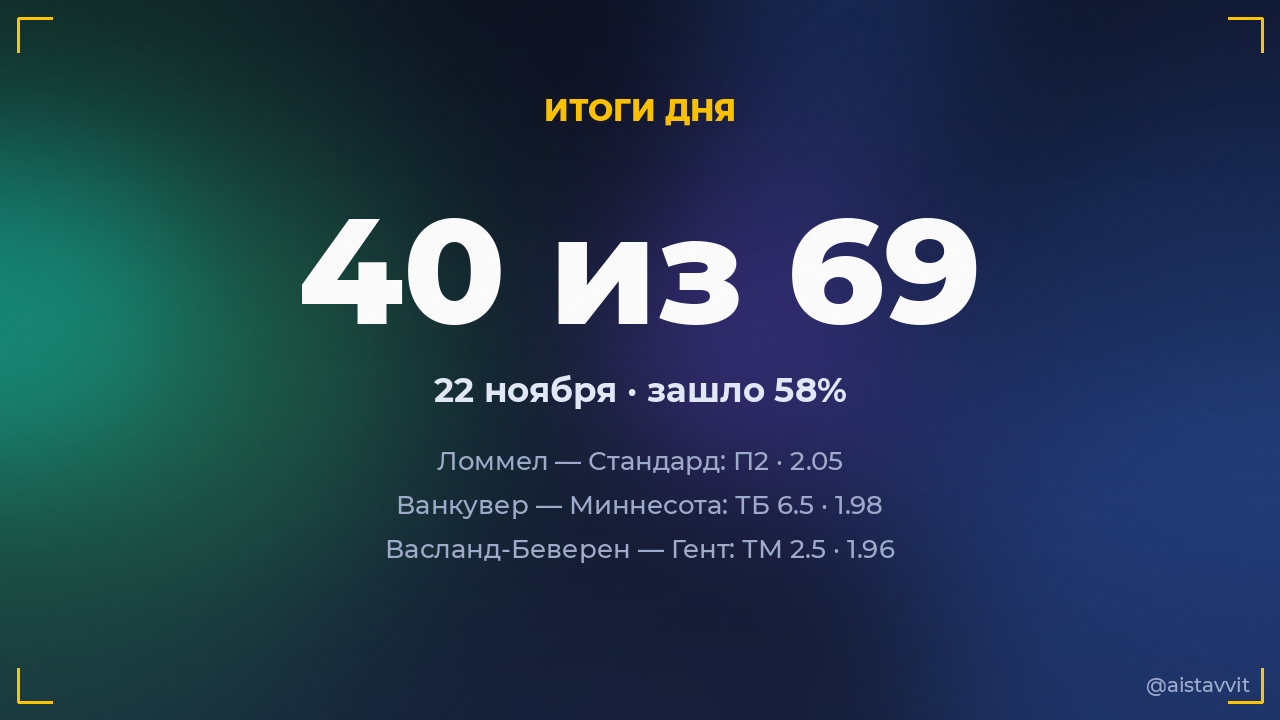 ИТОГИ ДНЯ
40 из 69
22 ноября · зашло 58%
Ломмел — Стандард: П2 · 2.05
Ванкувер — Миннесота: ТБ 6.5 · 1.98
Васланд-Беверен — Гент: ТМ 2.5 · 1.96
@aistavvit